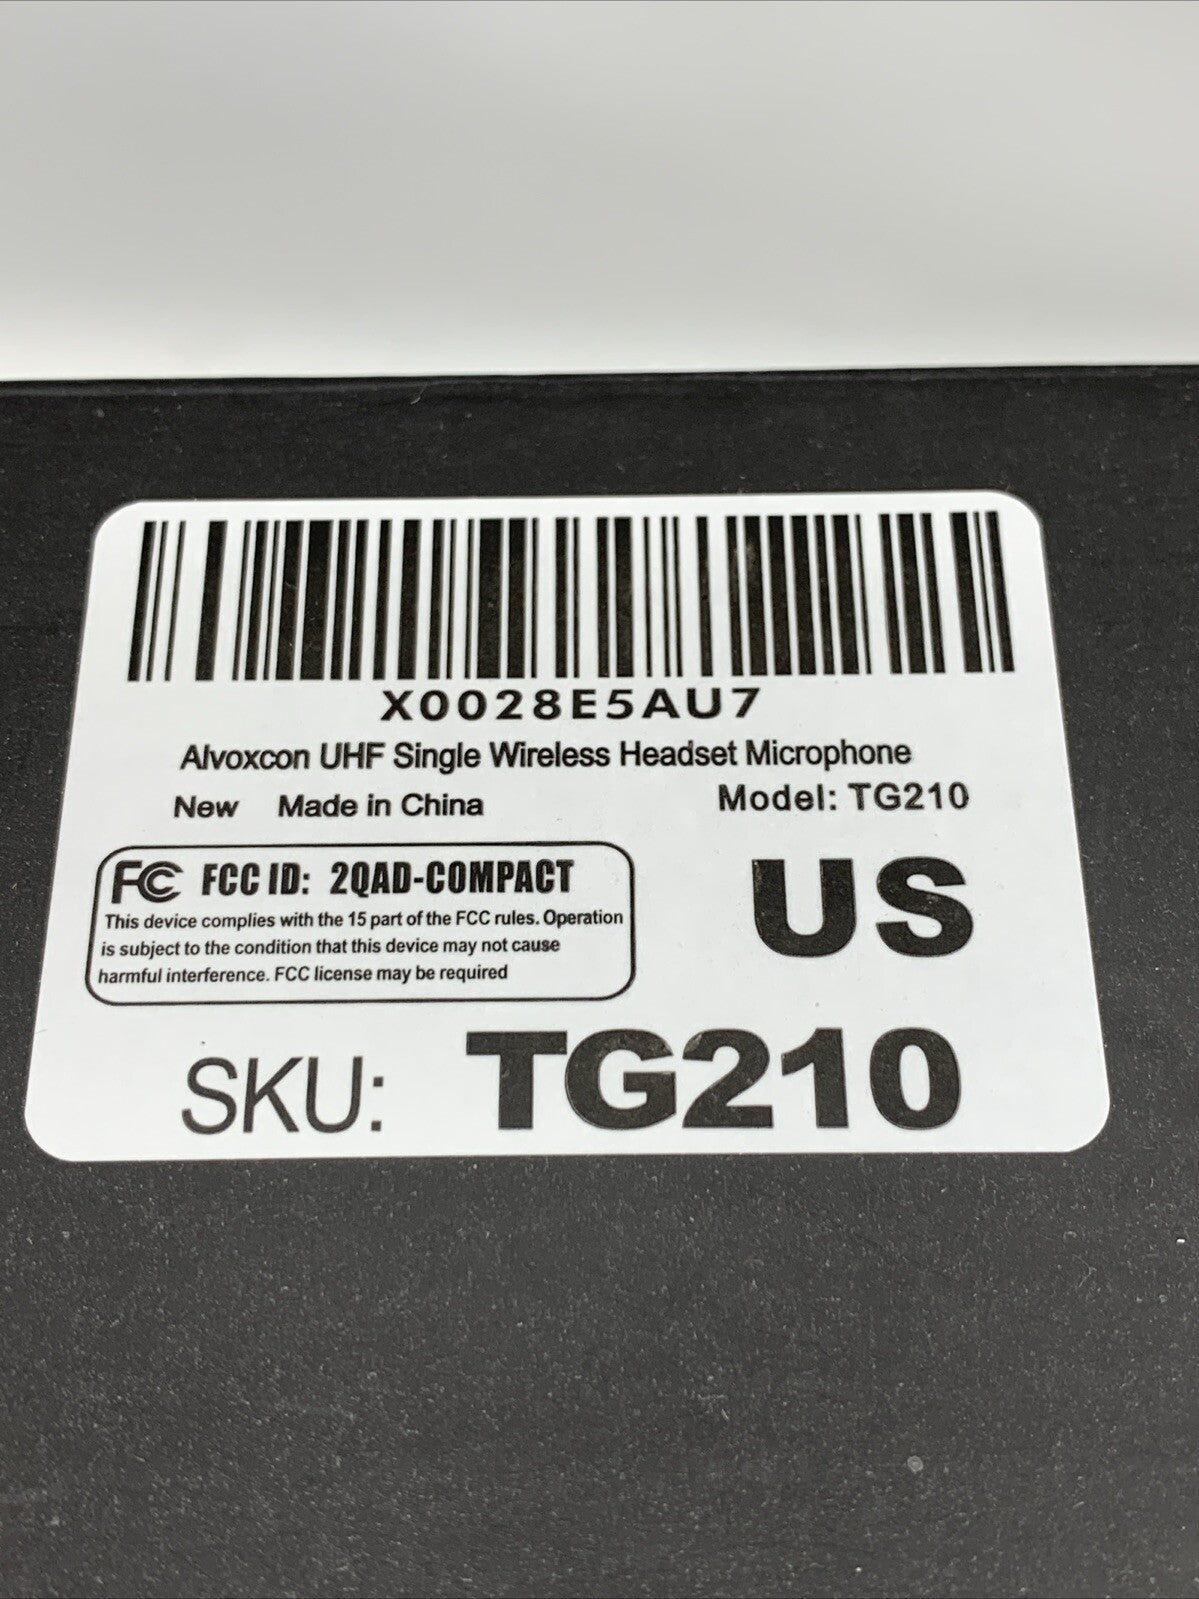 X0028E5AU7
Alvoxcon UHF Single Wireless Headset Microphone
New Made in China Model: TG210
FC FCC ID: 2QAD-COMPACT
This device complies with the 15 part of the FCC rules. Operation
is subject to the condition that this device may not cause
harmful interference. FCC license may be required
US
SKU: TG210